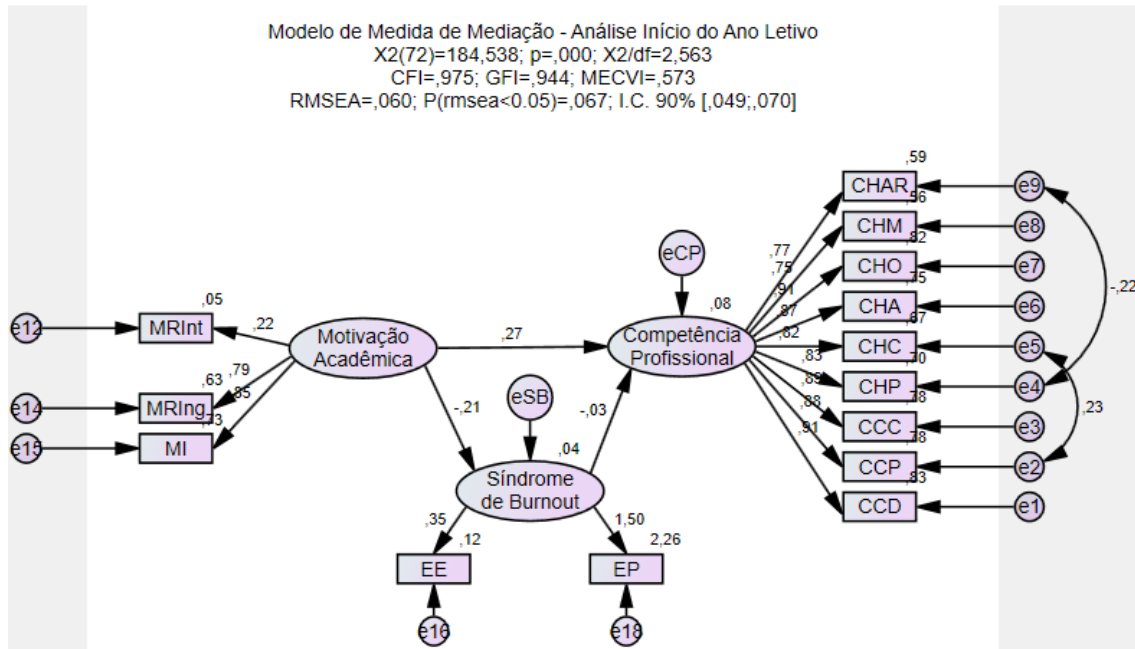 Modelo de Medida de Mediação - Análise Início do Ano Letivo
X2(72)=184,538; p=,000; X2/df=2,563
CFI=,975; GFI=,944; MECVI=,573
RMSEA=,060; P(rmsea<0.05)=,067; I.C. 90% [,049;,070]
,59
CHAR
e9
,56
CHM
e8
,82
eCP
,77
CHO
e7
,75
,75
-,22
,91
,05
,08
,87
CHA
e6
,67
e12
MRInt
,22
Motivação
Acadêmica
,27
Competência
Profissional
,82
CHC
e5
,70
,83
,63
,79
CHP
e4
,78
e14
MRIng
,85
-,21
eSB
-,03
,89
,23
,73
,88
CCC
e3
,78
e15
MI
,04
,91
CCP
e2
,83
Síndrome
de Burnout
CCD
e1
,35
1,50
,12
2,26
EE
EP
e16
e18